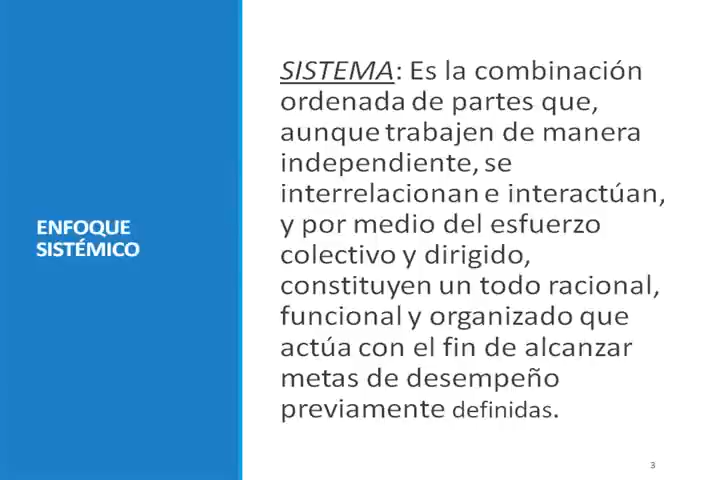 ENFOQUE
SISTÉMICO
SISTEMA: Es la combinación
ordenada de partes que,
aunque trabajen de manera
independiente, se
interrelacionan e interactúan,
y por medio del esfuerzo
colectivo y dirigido,
constituyen un todo racional,
funcional y organizado que
actúa con el fin de alcanzar
metas de desempeño
previamente definidas.
3